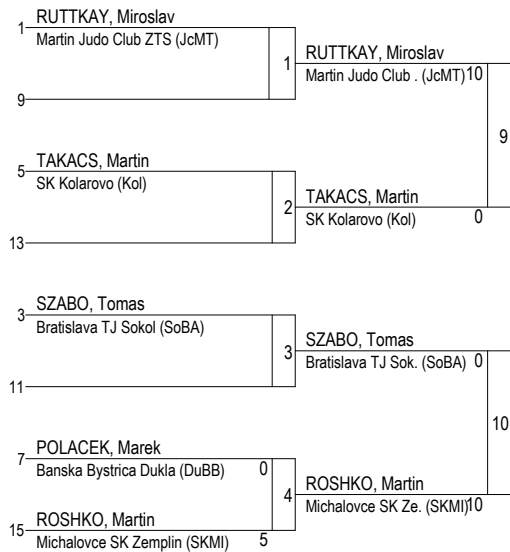 1 RUTTKAY, Miroslav
Martin Judo Club ZTS (JcMT)
1
RUTTKAY, Miroslav
Martin Judo Club . (JcMT) 10
9
9
5 TAKACS, Martin
SK Kolarovo (Kol)
2
TAKACS, Martin
SK Kolarovo (Kol) 0
13
3 SZABO, Tomas
Bratislava TJ Sokol (SoBA)
3
SZABO, Tomas
Bratislava TJ Sok. (SoBA) 0
11
10
7 POLACEK, Marek
Banska Bystrica Dukla (DuBB) 0
4
ROSHKO, Martin
Michalovce SK Ze. (SKMI) 10
15 ROSHKO, Martin
Michalovce SK Zemplin (SKMI) 5